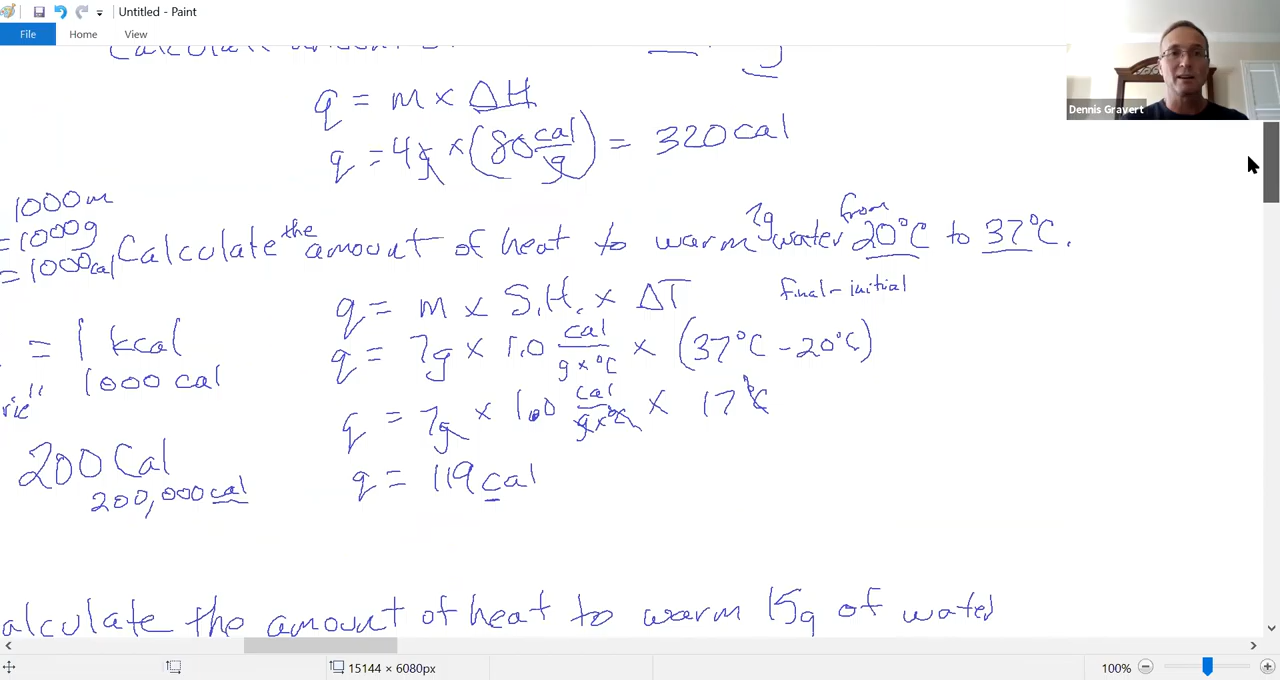 Untitled - Paint
File Home View
Dennis Grayert
q = m x ΔH
q = 4g x (80 cal/g) = 320 cal
1000 m
= 1000g
= 1000 cal
Calculate the amount of heat to warm 7g water from 20°C to 37°C.
final - initial
q = m x S.H. x ΔT
q = 7g x 1.0 cal/g x °C x (37°C - 20°C)
= 1 kcal
1000 cal
q = 7g x 1.0 cal/g x °C x 17°C
200 Cal
200,000 cal
q = 119 cal
alculate the amount of heat to warm 15g of water
15144 × 6080px
100%